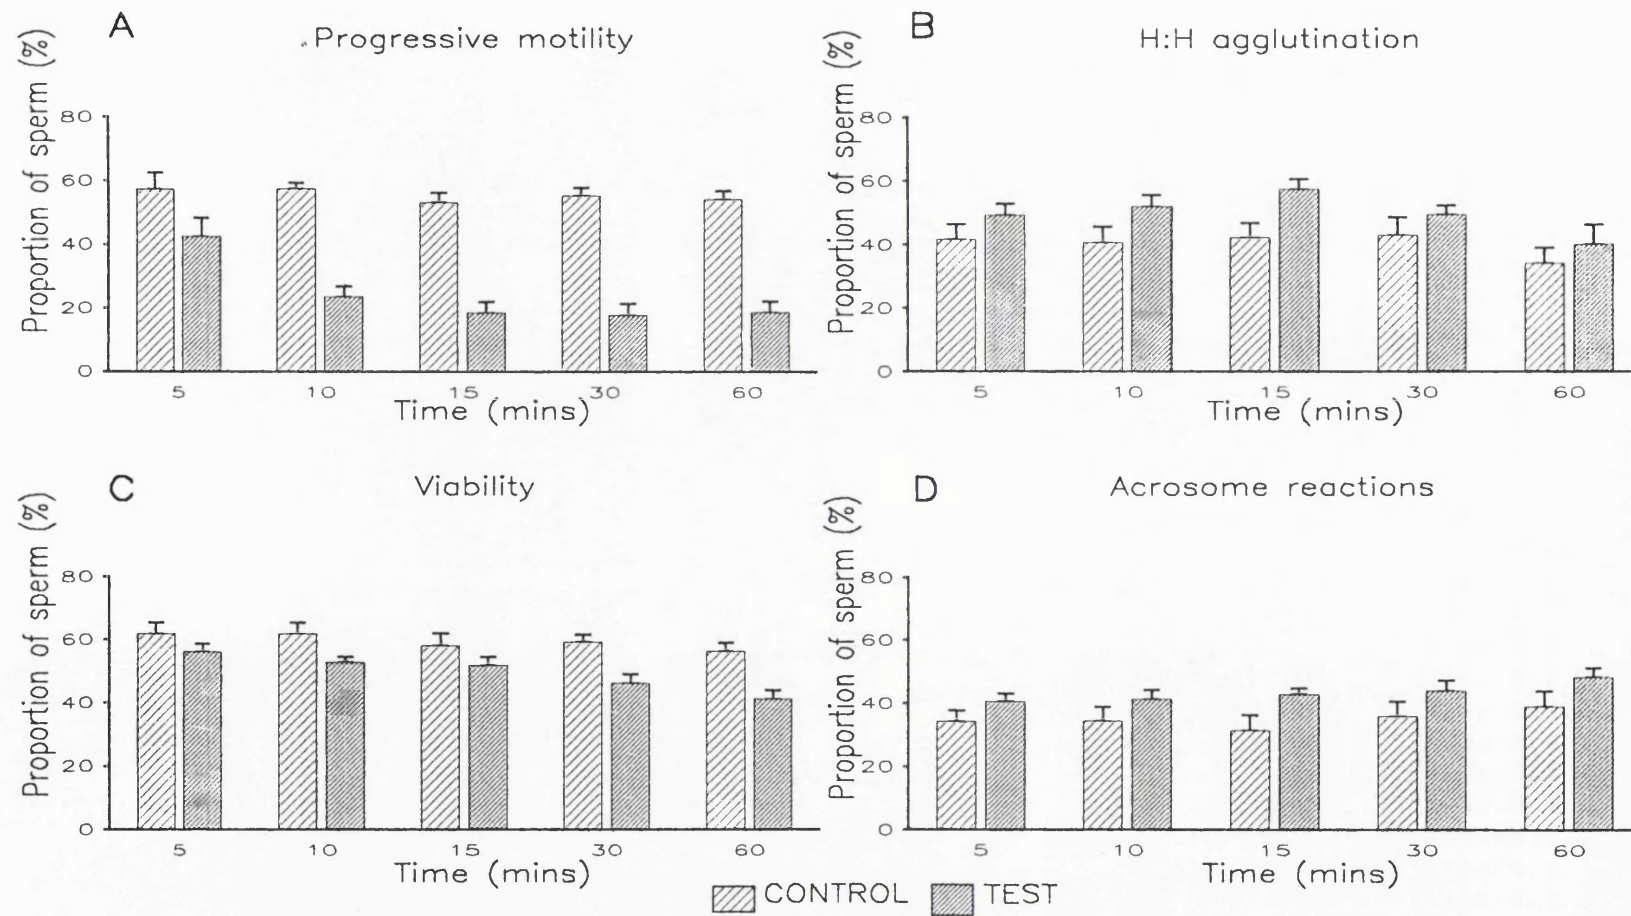 A
Progressive motility
Proportion of sperm (%)
80
60
40
20
0
5 10 15 30 60
Time (mins)
B
H:H agglutination
Proportion of sperm (%)
80
60
40
20
0
5 10 15 30 60
Time (mins)
C
Viability
Proportion of sperm (%)
80
60
40
20
0
5 10 15 30 60
Time (mins)
D
Acrosome reactions
Proportion of sperm (%)
80
60
40
20
0
5 10 15 30 60
Time (mins)
CONTROL TEST